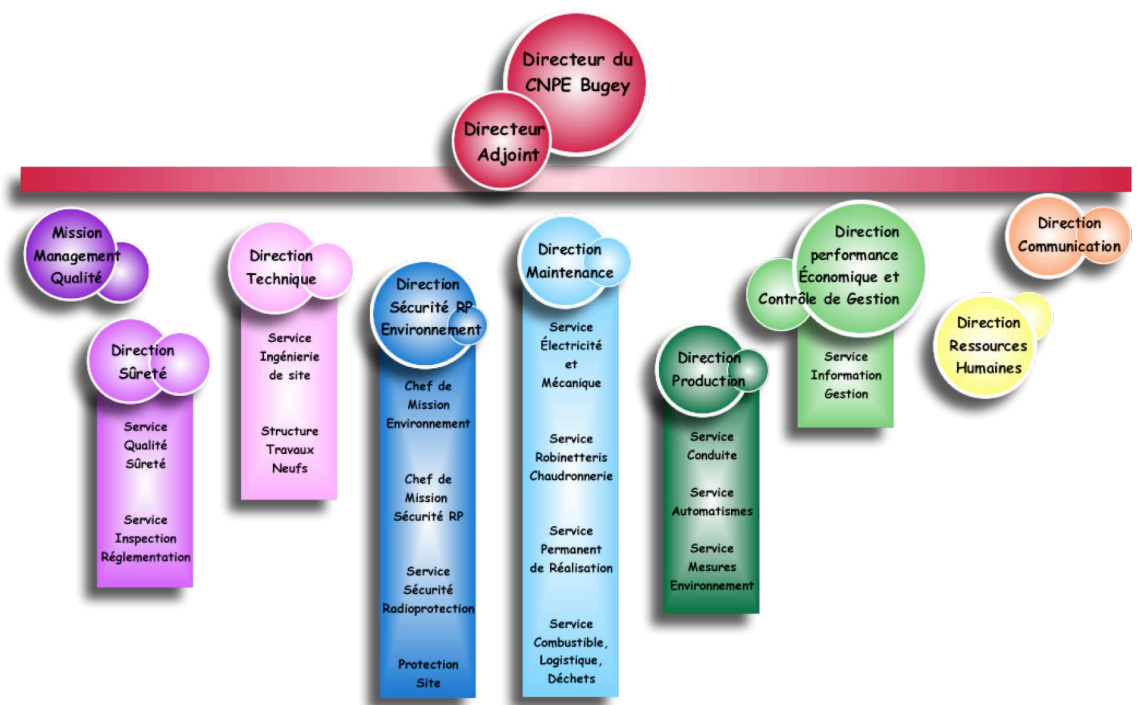 Directeur du
CNPE Bugey
Directeur
Adjoint
Mission
Management
Qualité
Direction
Sûreté
Service
Qualité
Sûreté
Service
Inspection
Réglementation
Direction
Technique
Service
Ingénierie
de site
Structure
Travaux
Neufs
Direction
Sécurité RP
Environnement
Chef de
Mission
Environnement
Chef de
Mission
Sécurité RP
Service
Sécurité
Radioprotection
Protection
Site
Direction
Maintenance
Service
Électricité
et
Mécanique
Service
Robinetteris
Chaudronnerie
Service
Permanent
de Réalisation
Service
Combustible,
Logistique,
Déchets
Direction
Production
Service
Conduite
Service
Automatismes
Service
Mesures
Environnement
Direction
performance
Économique et
Contrôle de Gestion
Service
Information
Gestion
Direction
Communication
Direction
Ressources
Humaines